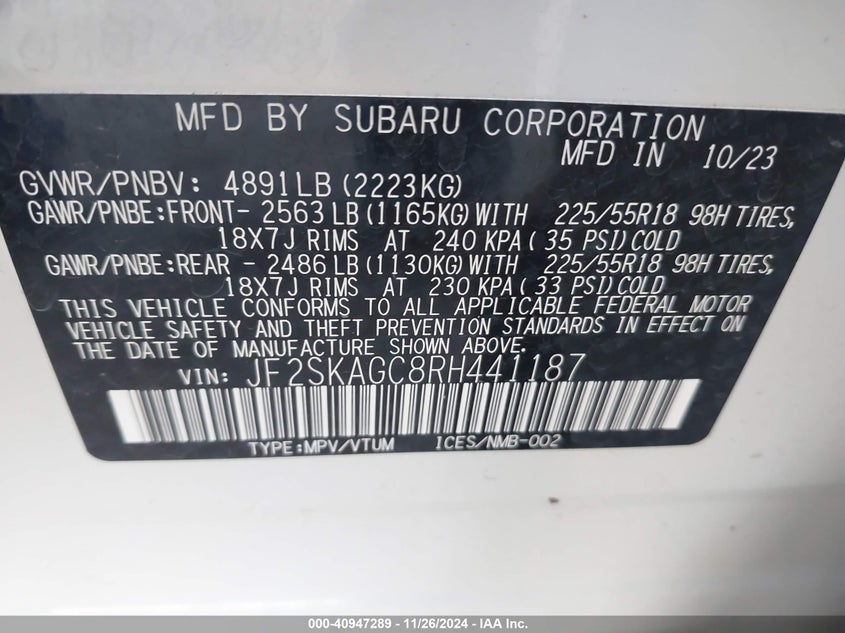 MFD BY SUBARU CORPORATION
MFD IN 10/23
GVWR/PNBV: 4891LB (2223KG)
GAWR/PNBE:FRONT- 2563 LB (1165KG) WITH 225/55R18 98H TIRES,
18X7J RIMS AT 240 KPA ( 35 PSI) COLD
GAWR/PNBE:REAR - 2486 LB (1130KG) WITH 225/55R18 98H TIRES,
18X7J RIMS AT 230 KPA ( 33 PSI) COLD
THIS VEHICLE CONFORMS TO ALL APPLICABLE FEDERAL MOTOR
VEHICLE SAFETY AND THEFT PREVENTION STANDARDS IN EFFECT ON
THE DATE OF MANUFACTURE SHOWN ABOVE.
VIN: JF2SKAGC8RH441187
TYPE:MPV/VTUM ICES/NMB-002
000-40947289 - 11/26/2024 - IAA Inc.